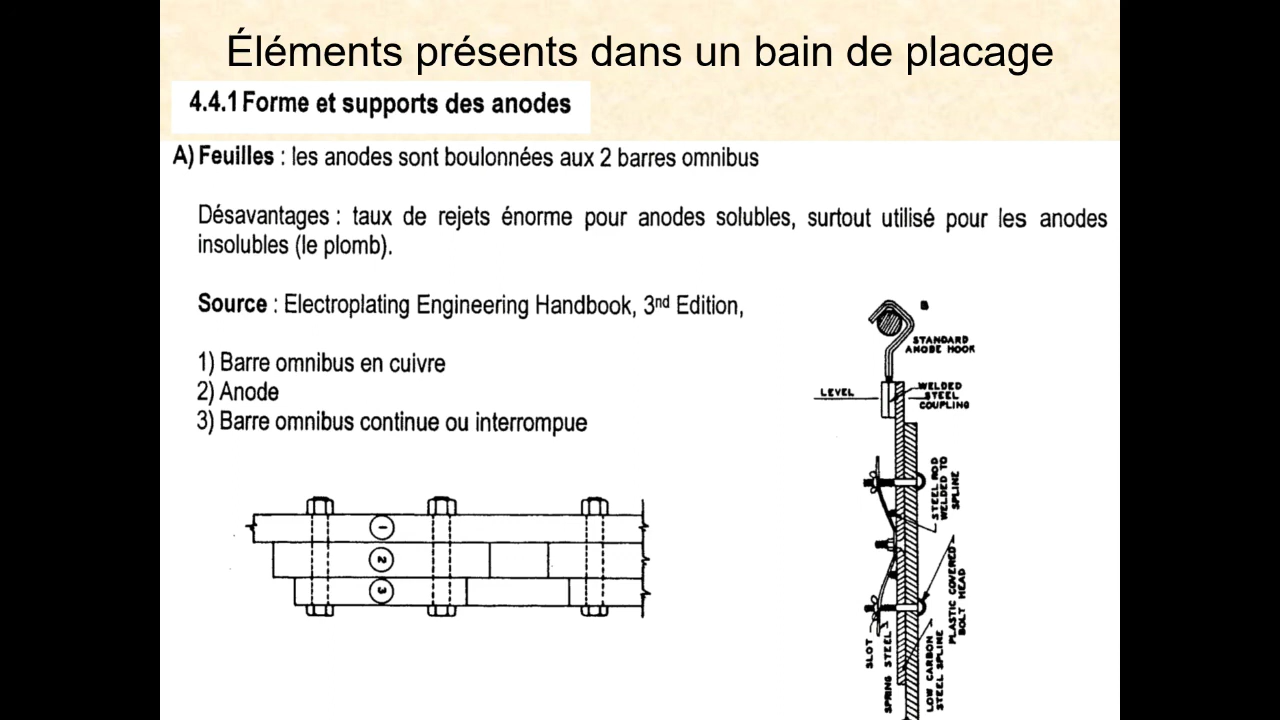 Éléments présents dans un bain de placage
4.4.1 Forme et supports des anodes
A) Feuilles : les anodes sont boulonnées aux 2 barres omnibus
Désavantages : taux de rejets énorme pour anodes solubles, surtout utilisé pour les anodes
insolubles (le plomb).
Source : Electroplating Engineering Handbook, 3nd Edition,
1) Barre omnibus en cuivre
2) Anode
3) Barre omnibus continue ou interrompue
1
2
3
B
STANDARD
ANODE HOOK
LEVEL
WELDED
STEEL
COUPLING
STEEL ROD
WELDED TO
SPLINE
PLASTIC COVERED
BOLT HEAD
SLOT
SPRING STEEL
LOW CARBON
STEEL SPLINE